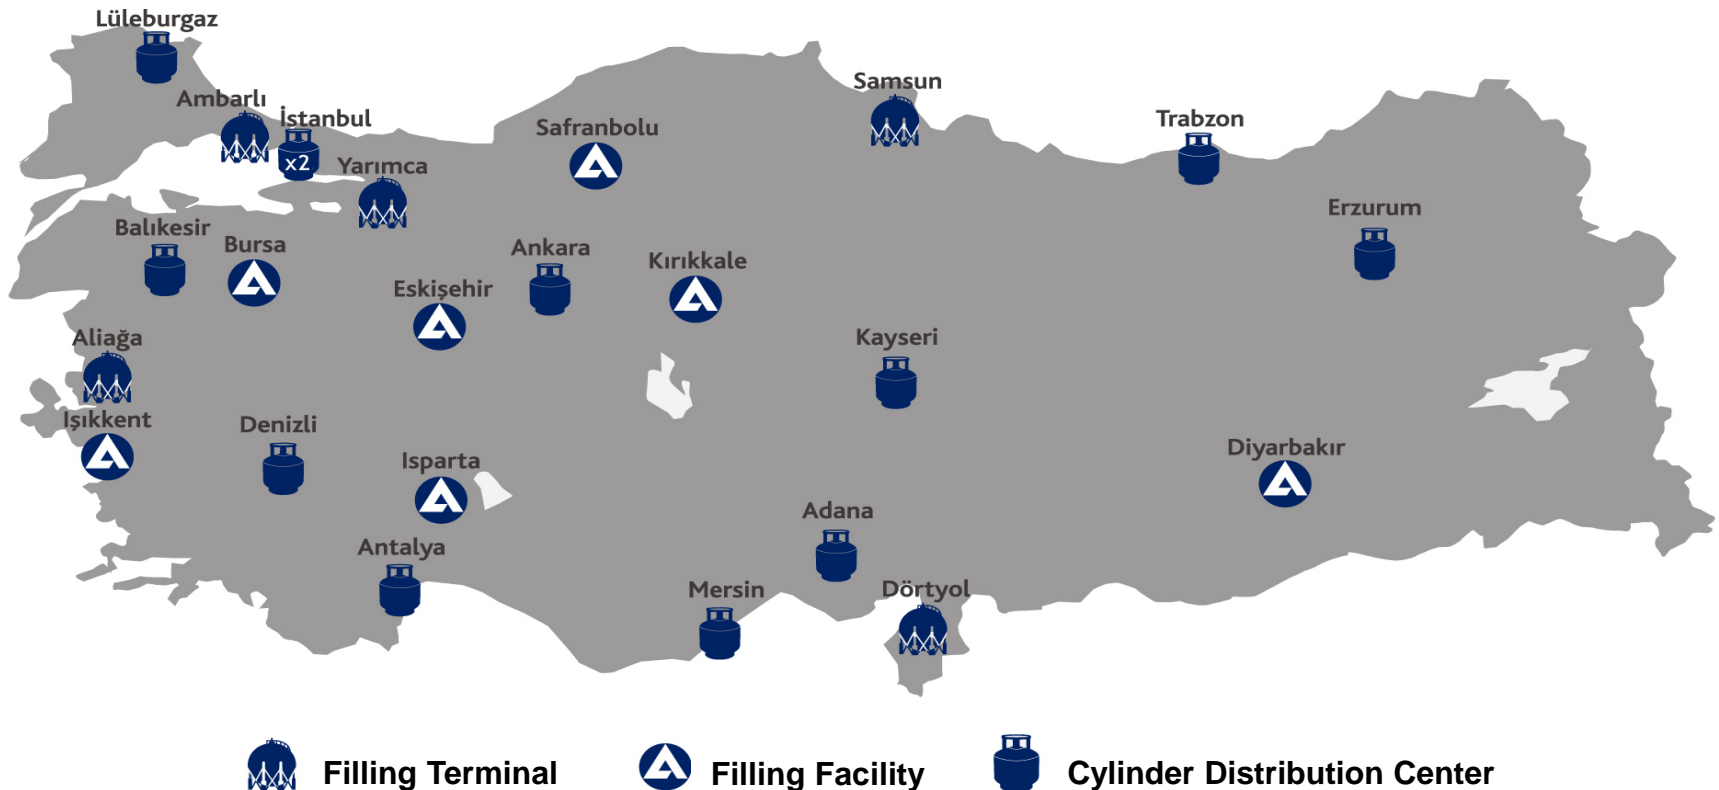 Lüleburgaz
Ambarlı
İstanbul
x2
Yarımca
Safranbolu
Samsun
Trabzon
Erzurum
Balıkesir
Bursa
Ankara
Kırıkkale
Eskişehir
Aliağa
Kayseri
Işıkkent
Denizli
Isparta
Diyarbakır
Adana
Antalya
Mersin
Dörtyol
Filling Terminal
Filling Facility
Cylinder Distribution Center